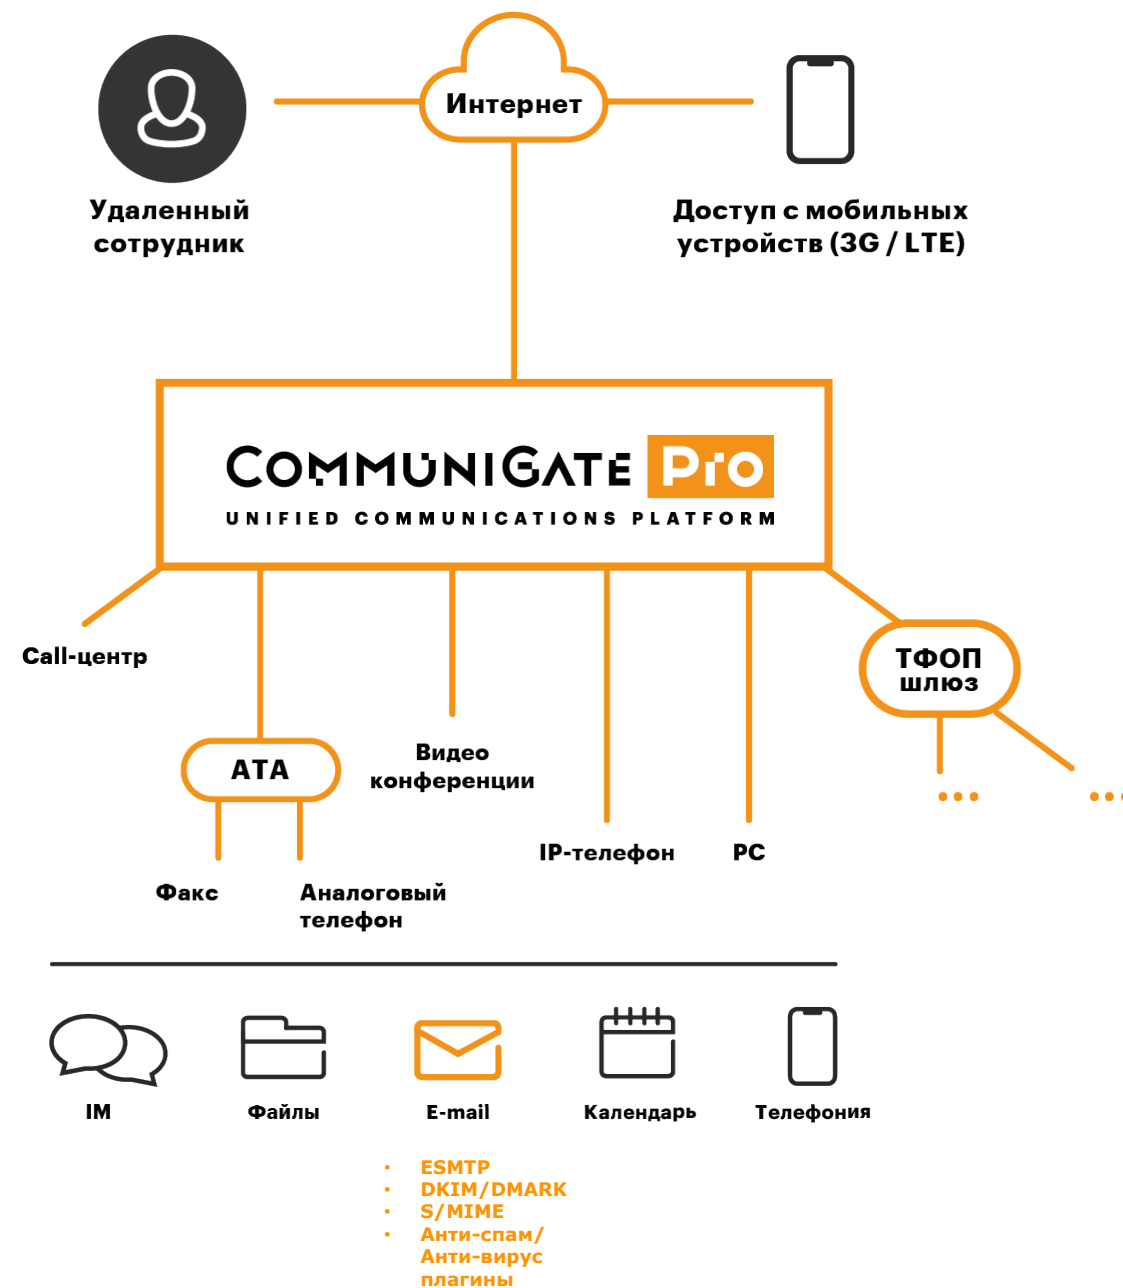 Интернет
Удаленный
сотрудник
Доступ с мобильных
устройств (3G / LTE)
COMMUNIGATE Pro
UNIFIED COMMUNICATIONS PLATFORM
Call-центр
ТФОП
шлюз
АТА
Видео
конференции
IP-телефон
PC
Факс
Аналоговый
телефон
IM
Файлы
E-mail
Календарь
Телефония
• ESMTP
• DKIM/DMARK
• S/MIME
• Анти-спам/
Анти-вирус
плагины